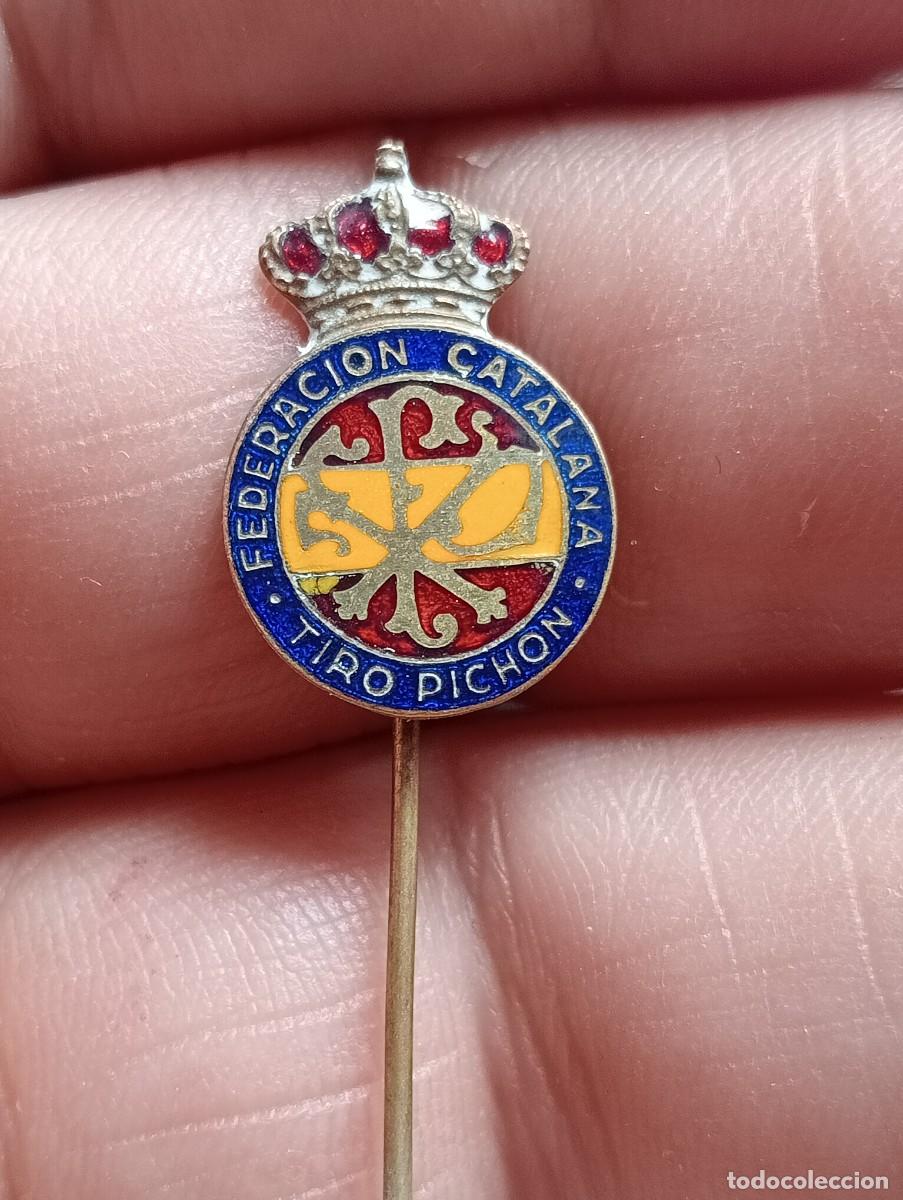 FEDERACION CATALANA
· TIRO PICHON ·
todocoleccion